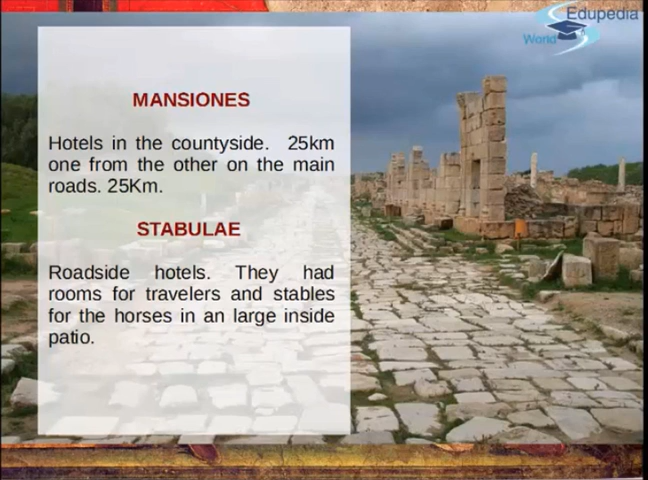 Edupedia
World
MANSIONES
Hotels in the countyside. 25km
one from the other on the main
roads. 25Km.
STABULAE
Roadside hotels. They had
rooms for travelers and stables
for the horses in an large inside
patio.